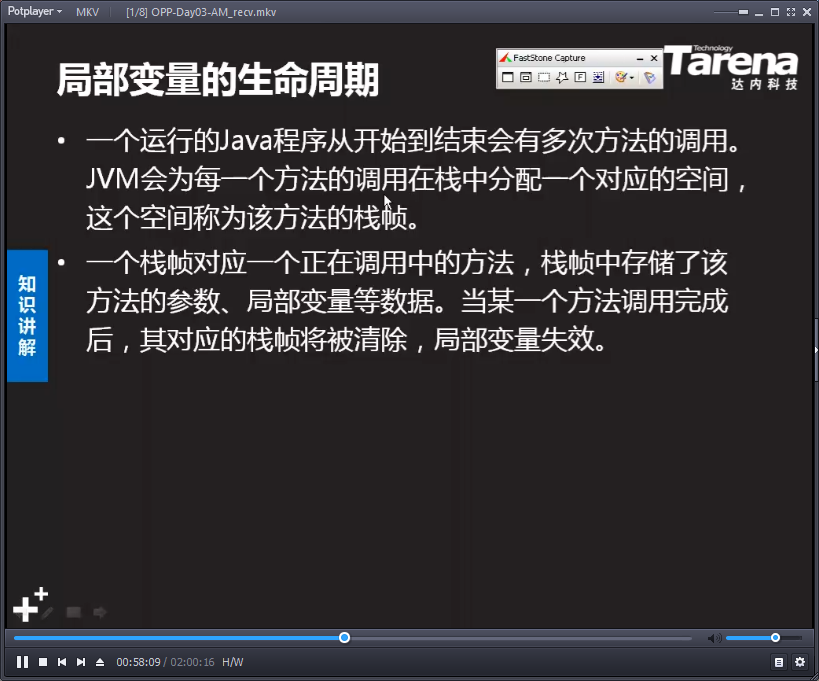 Potplayer MKV [1/8] OPP-Day03-AM_recv.mkv
FastStone Capture
Technology
Tarena
达内科技
局部变量的生命周期
• 一个运行的Java程序从开始到结束会有多次方法的调用。
JVM会为每一个方法的调用在栈中分配一个对应的空间，
这个空间称为该方法的栈帧。
• 一个栈帧对应一个正在调用中的方法，栈帧中存储了该
方法的参数、局部变量等数据。当某一个方法调用完成
后，其对应的栈帧将被清除，局部变量失效。
知识讲解
00:58:09 / 02:00:16 H/W